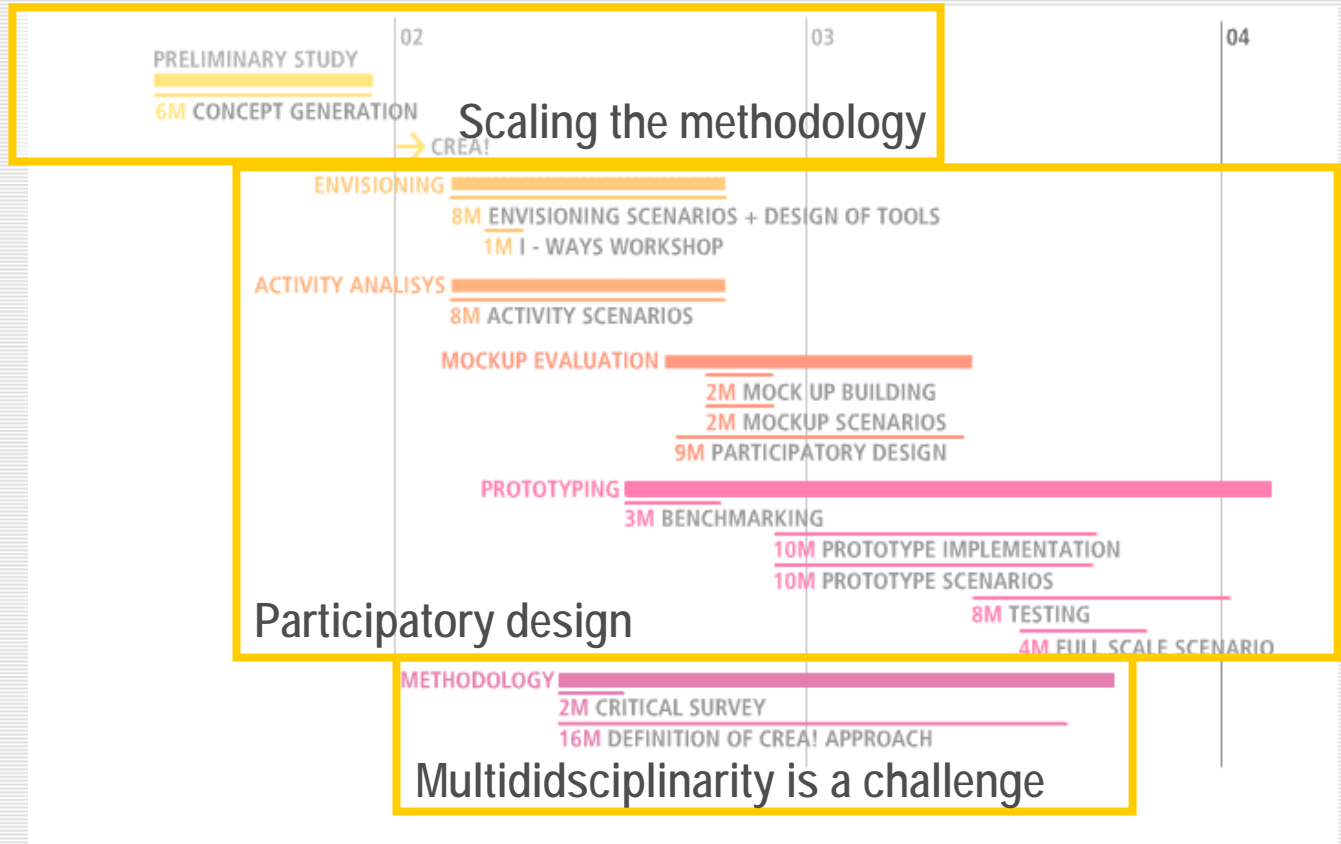 02
03
04
PRELIMINARY STUDY
6M CONCEPT GENERATION
Scaling the methodology
CREA!
ENVISIONING
8M ENVISIONING SCENARIOS + DESIGN OF TOOLS
1M I - WAYS WORKSHOP
ACTIVITY ANALISYS
8M ACTIVITY SCENARIOS
MOCKUP EVALUATION
2M MOCK UP BUILDING
2M MOCKUP SCENARIOS
9M PARTICIPATORY DESIGN
PROTOTYPING
3M BENCHMARKING
10M PROTOTYPE IMPLEMENTATION
10M PROTOTYPE SCENARIOS
8M TESTING
Participatory design
4M FULL SCALE SCENARIO
METHODOLOGY
2M CRITICAL SURVEY
16M DEFINITION OF CREA! APPROACH
Multididsciplinarity is a challenge